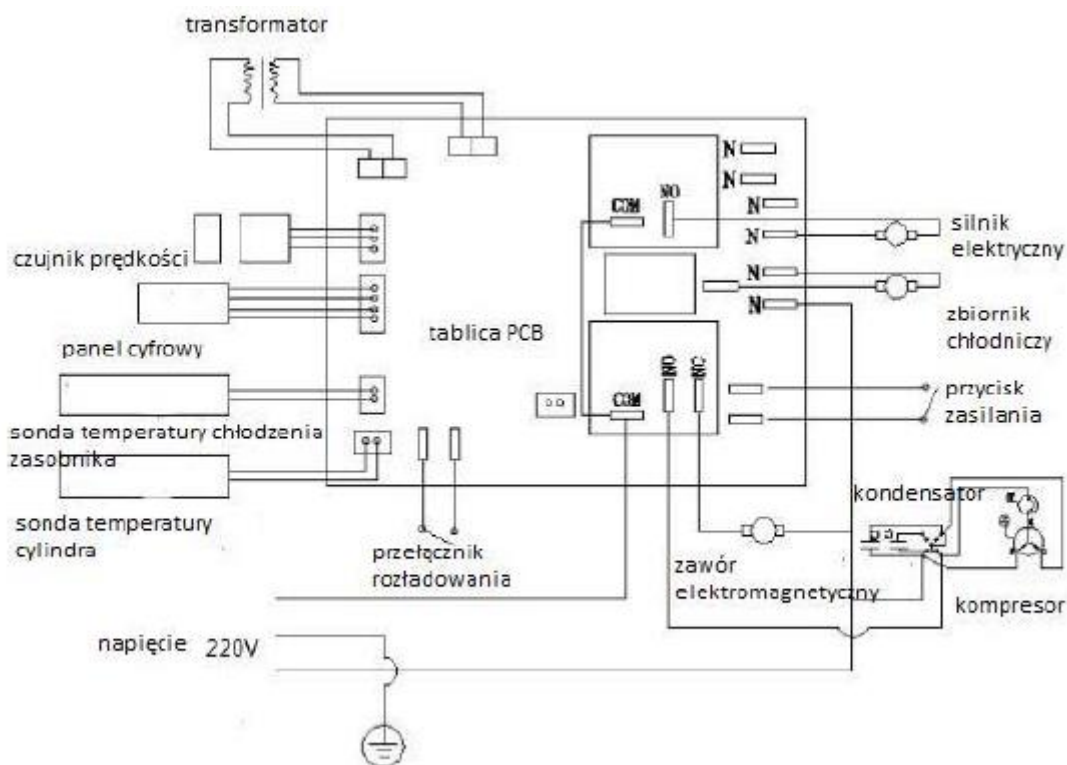 transformator
N
N
NO
COM
N
N
silnik
elektryczny
czujnik prędkości
N
N
zbiornik
chłodniczy
tablica PCB
panel cyfrowy
NO
NC
COM
przycisk
zasilania
sonda temperatury chłodzenia
zasobnika
sonda temperatury
cylindra
przełącznik
rozładowania
kondensator
zawór
elektromagnetyczny
kompresor
napięcie 220V